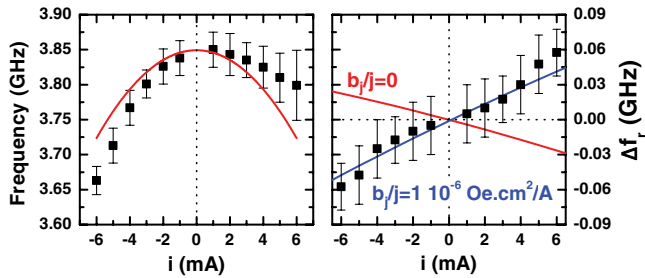 Frequency (GHz)
3.90
3.85
3.80
3.75
3.70
3.65
3.60
-6 -4 -2 0 2 4 6
i (mA)
b_j/j=0
b_j/j=1 10^-6 Oe.cm^2/A
-6 -4 -2 0 2 4 6
i (mA)
0.09
0.06
0.03
0.00
-0.03
-0.06
-0.09
Δf_r (GHz)